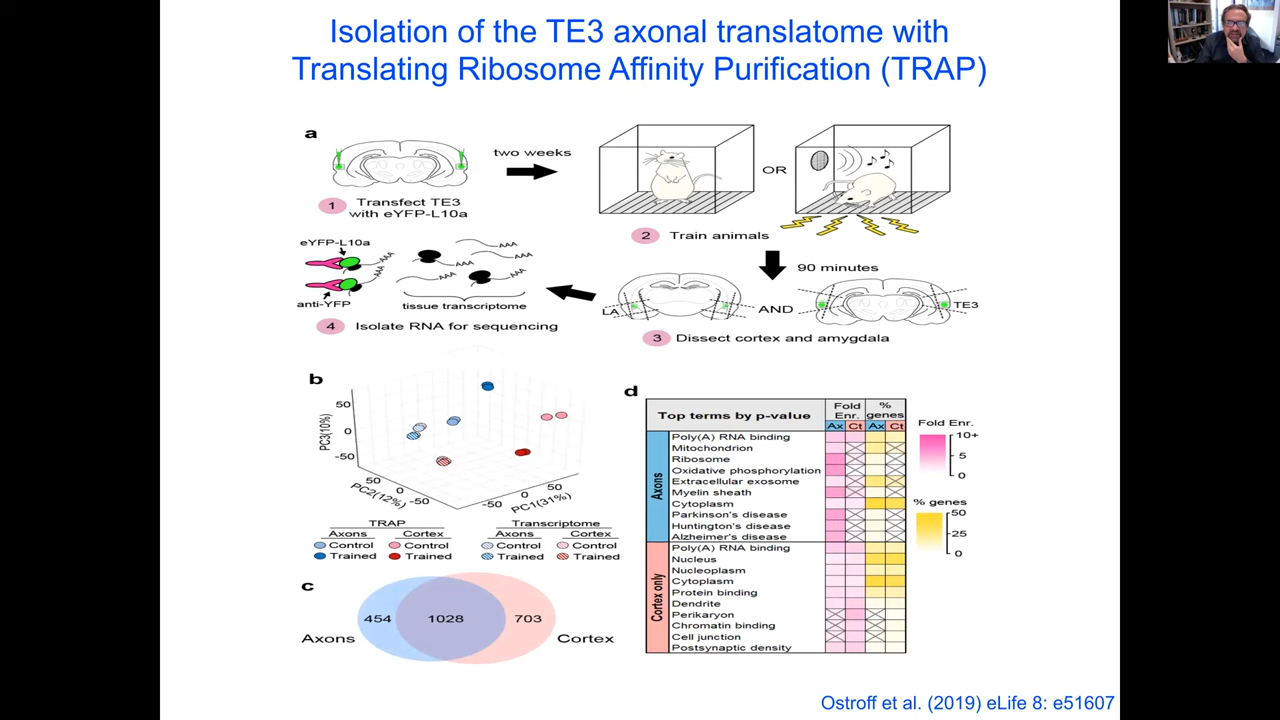 Isolation of the TE3 axonal translatome with
Translating Ribosome Affinity Purification (TRAP)
a
two weeks
OR
1 Transfect TE3
with eYFP-L10a
2 Train animals
90 minutes
eYFP-L10a
AAA
AAA
AAA
AAA
AAA
AAA
anti-YFP
tissue transcriptome
4 Isolate RNA for sequencing
LA
AND
TE3
3 Dissect cortex and amygdala
b
PC3(10%)
50
0
-50
50
0
-50
PC2(12%)
-50
0
50
PC1(31%)
TRAP Transcriptome
Axons Cortex Axons Cortex
Control Control Control Control
Trained Trained Trained Trained
c
454 1028 703
Axons Cortex
d
Top terms by p-value
Fold Enr.
% genes
Ax Ct Ax Ct
Axons
Poly(A) RNA binding
Mitochondrion
Ribosome
Oxidative phosphorylation
Extracellular exosome
Myelin sheath
Cytoplasm
Parkinson's disease
Huntington's disease
Alzheimer's disease
Cortex only
Poly(A) RNA binding
Nucleus
Nucleoplasm
Cytoplasm
Protein binding
Dendrite
Perikaryon
Chromatin binding
Cell junction
Postsynaptic density
Fold Enr.
10+
5
0
% genes
50
25
0
Ostroff et al. (2019) eLife 8: e51607